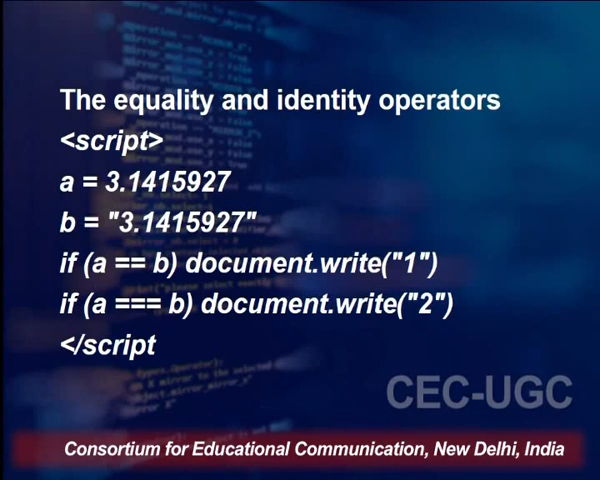 The equality and identity operators
<script>
a = 3.1415927
b = "3.1415927"
if (a == b) document.write("1")
if (a === b) document.write("2")
</script
CEC-UGC
Consortium for Educational Communication, New Delhi, India